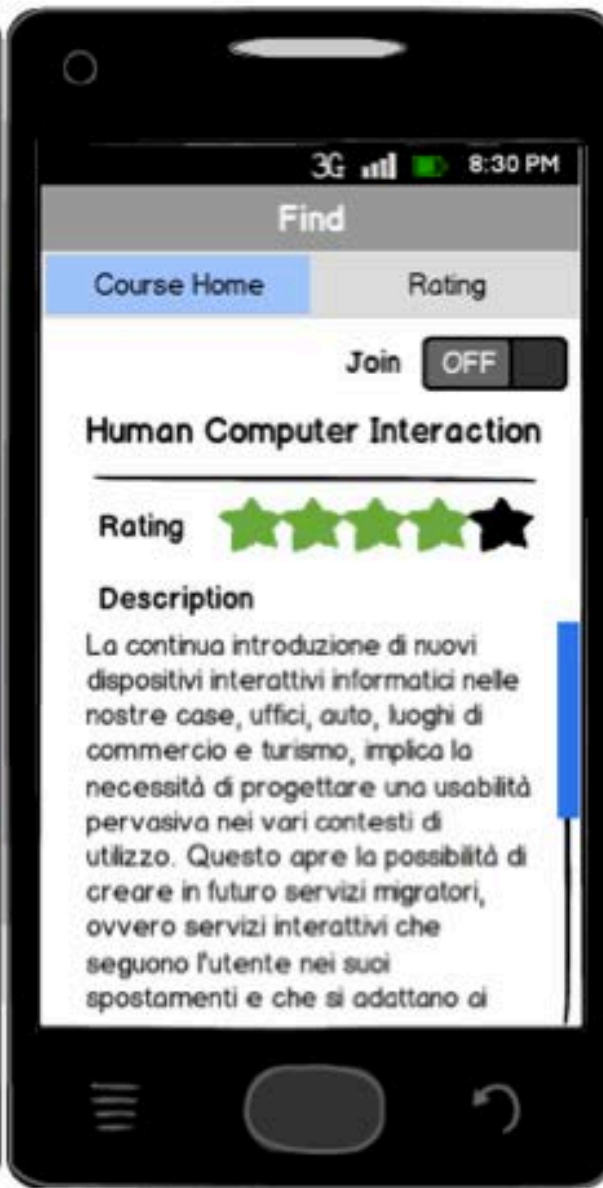 3G 8:30 PM
Find
Course Home Rating
Join OFF
Human Computer Interaction
Rating
Description
La continua introduzione di nuovi
dispositivi interattivi informatici nelle
nostre case, uffici, auto, luoghi di
commercio e turismo, implica la
necessità di progettare una usabilità
pervasiva nei vari contesti di
utilizzo. Questo apre la possibilità di
creare in futuro servizi migratori,
ovvero servizi interattivi che
seguono l'utente nei suoi
spostamenti e che si adattano ai